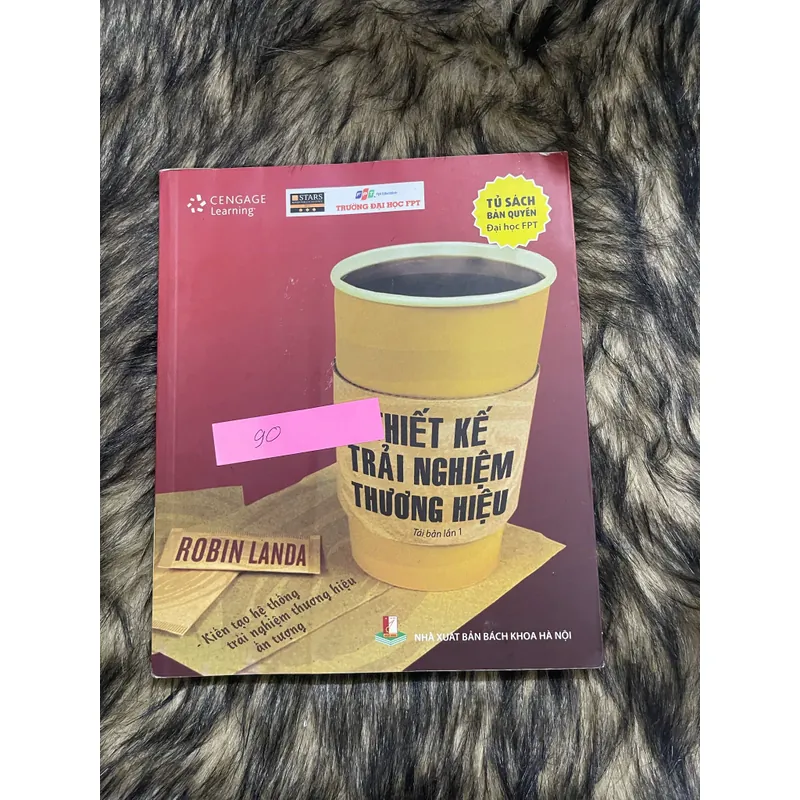 CENGAGE
Learning
STARS
FPT
TRƯỜNG ĐẠI HỌC FPT
TỦ SÁCH
BẢN QUYỀN
Đại học FPT
90
HIẾT KẾ
TRẢI NGHIỆM
THƯƠNG HIỆU
Tái bản lần 1
ROBIN LANDA
- Kiến tạo hệ thống
trải nghiệm thương hiệu
ấn tượng
NHÀ XUẤT BẢN BÁCH KHOA HÀ NỘI